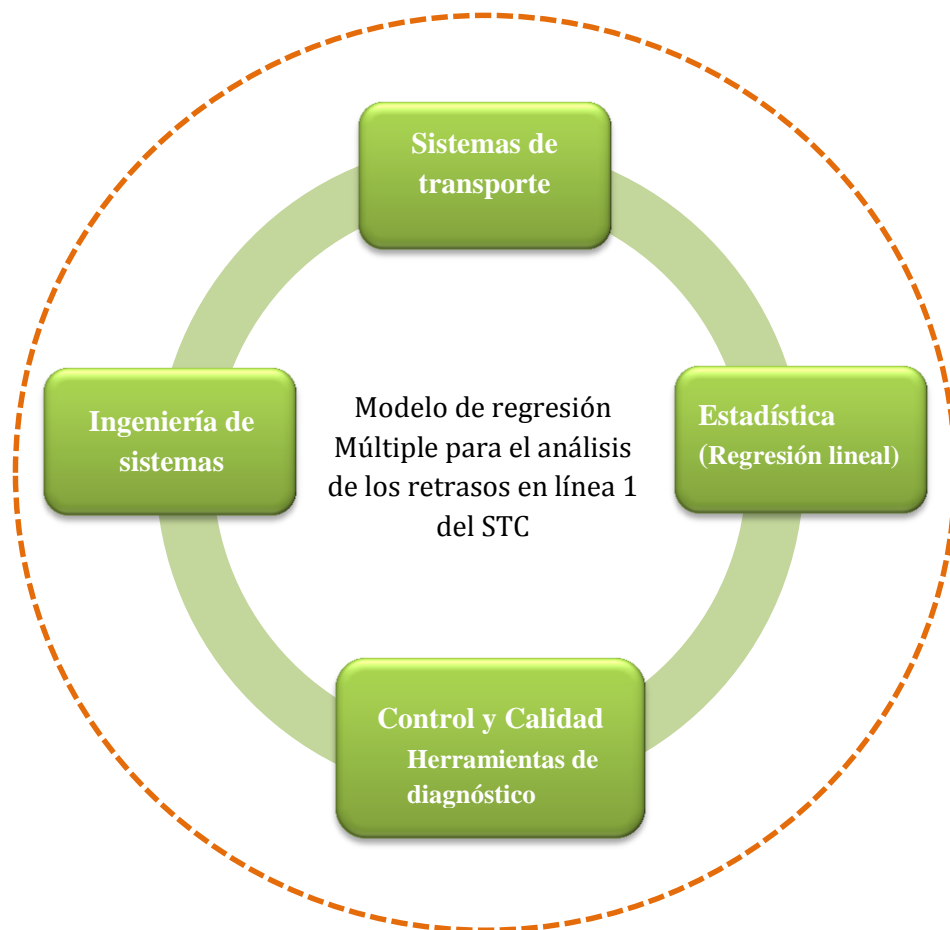 Sistemas de
transporte
Ingeniería de
sistemas
Modelo de regresión
Múltiple para el análisis
de los retrasos en línea 1
del STC
Estadística
(Regresión lineal)
Control y Calidad
Herramientas de
diagnóstico